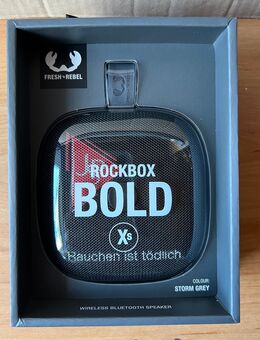 FRESH 'N REBEL
ROCKBOX
BOLD
Xs
Rauchen ist tödlich
COLOUR:
STORM GREY
WIRELESS BLUETOOTH SPEAKER